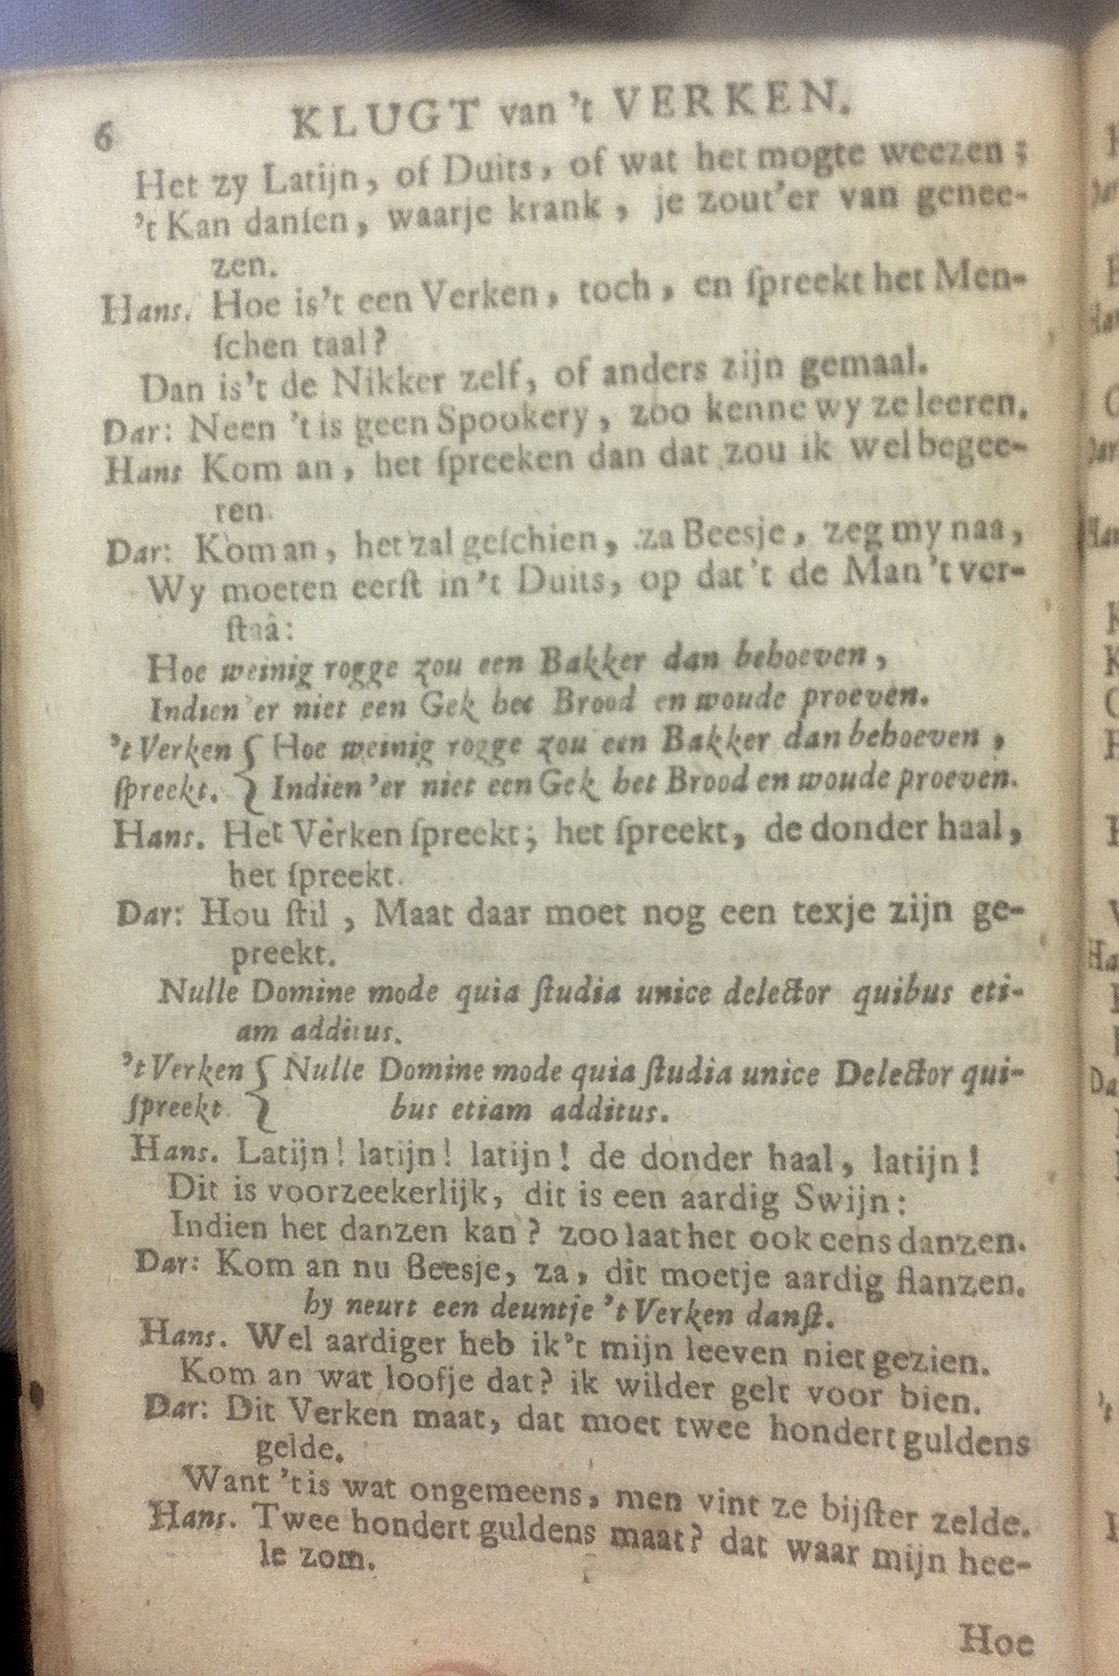 6 KLUGT van 't VERKEN.
Het zy Latijn, of Duits, of wat het mogte weezen;
't Kan danſen, waarje krank, je zout'er van genee-
zen.
Hans. Hoe is't een Verken, toch, en ſpreekt het Men-
ſchen taal?
Dan is't de Nikker zelf, of anders zijn gemaal.
Dar: Neen 't is geen Spookery, zoo kenne wy ze leeren.
Hans Kom an, het ſpreeken dan dat zou ik wel begee-
ren.
Dar: Kom an, het zal geſchien, za Beesje, zeg my naa,
Wy moeten eerſt in 't Duits, op dat 't de Man 't ver-
ſtaâ:
Hoe weinig rogge zou een Bakker dan behoeven,
Indien er niet een Gek het Brood en woude proeven.
't Verken { Hoe weinig rogge zou een Bakker dan behoeven,
ſpreekt. } Indien 'er niet een Gek het Brood en woude proeven.
Hans. Het Verken ſpreekt; het ſpreekt, de donder haal,
het ſpreekt.
Dar: Hou ſtil, Maat daar moet nog een texje zijn ge-
preekt.
Nulle Domine mode quia ſtudia unice delector quibus eti-
am additus.
't Verken { Nulle Domine mode quia ſtudia unice Delector qui-
ſpreekt } bus etiam additus.
Hans. Latijn! latijn! latijn! de donder haal, latijn!
Dit is voorzeekerlijk, dit is een aardig Swijn:
Indien het danzen kan? zoo laat het ook eens danzen.
Dar: Kom an nu Beesje, za, dit moetje aardig flanzen.
hy neurt een deuntje 't Verken danſt.
Hans. Wel aardiger heb ik 't mijn leeven niet gezien.
Kom an wat loofje dat? ik wilder gelt voor bien.
Dar: Dit Verken maat, dat moet twee hondert guldens
gelde.
Want 't is wat ongemeens, men vint ze bijſter zelde.
Hans. Twee hondert guldens maat? dat waar mijn hee-
le zom.
Hoe